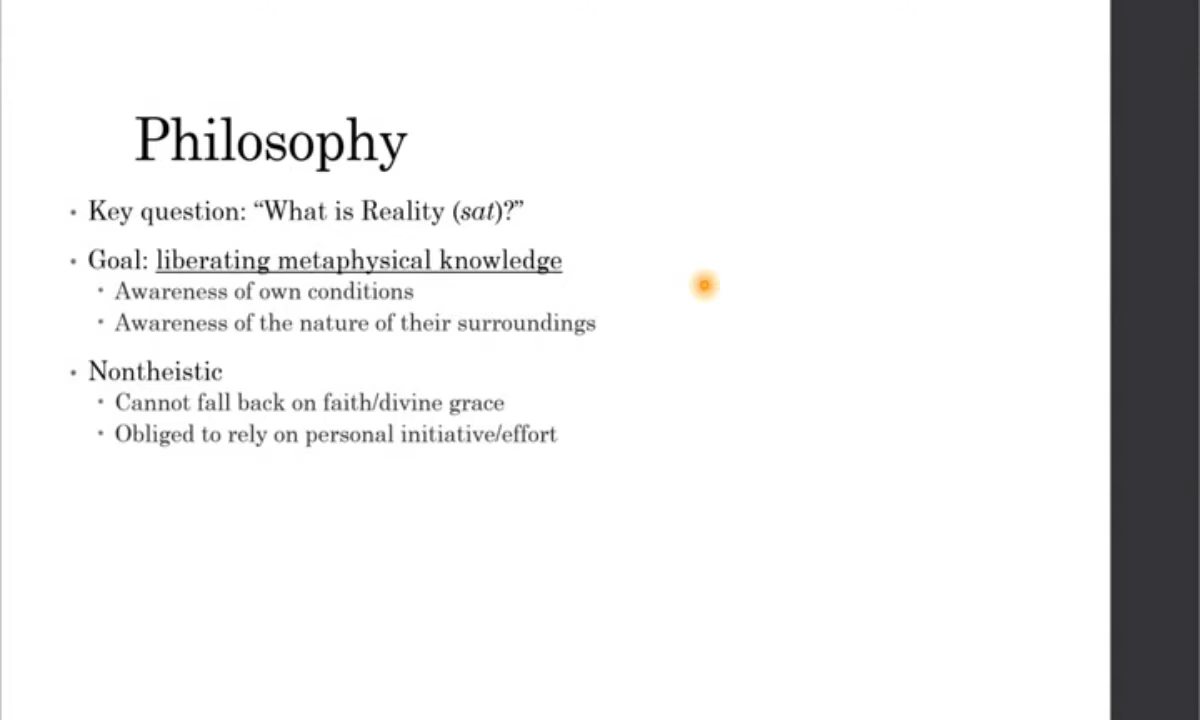 Philosophy
• Key question: “What is Reality (sat)?”
• Goal: liberating metaphysical knowledge
• Awareness of own conditions
• Awareness of the nature of their surroundings
• Nontheistic
• Cannot fall back on faith/divine grace
• Obliged to rely on personal initiative/effort